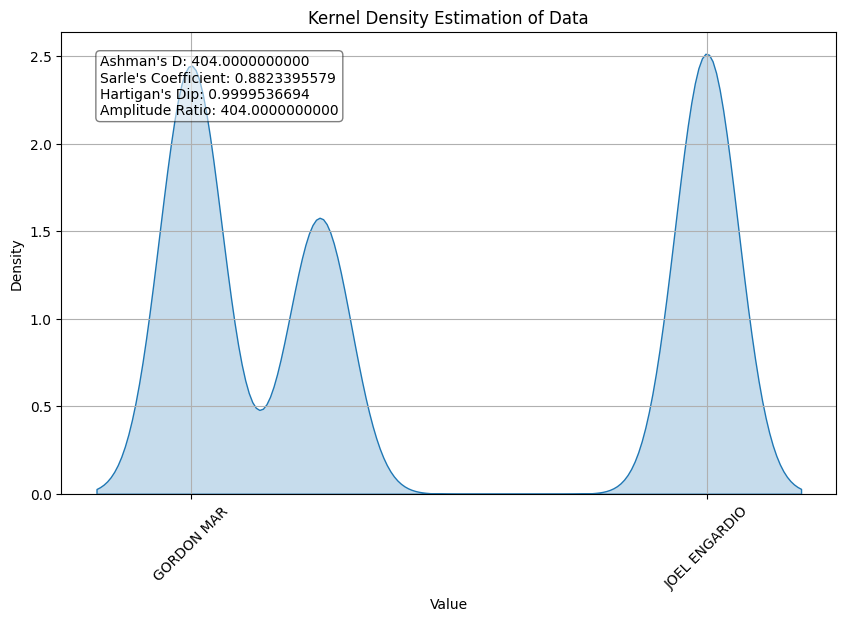 Kernel Density Estimation of Data
Ashman's D: 404.0000000000
Sarle's Coefficient: 0.8823395579
Hartigan's Dip: 0.9999536694
Amplitude Ratio: 404.0000000000
Density
2.5
2.0
1.5
1.0
0.5
0.0
GORDON MAR
JOEL ENGARDIO
Value